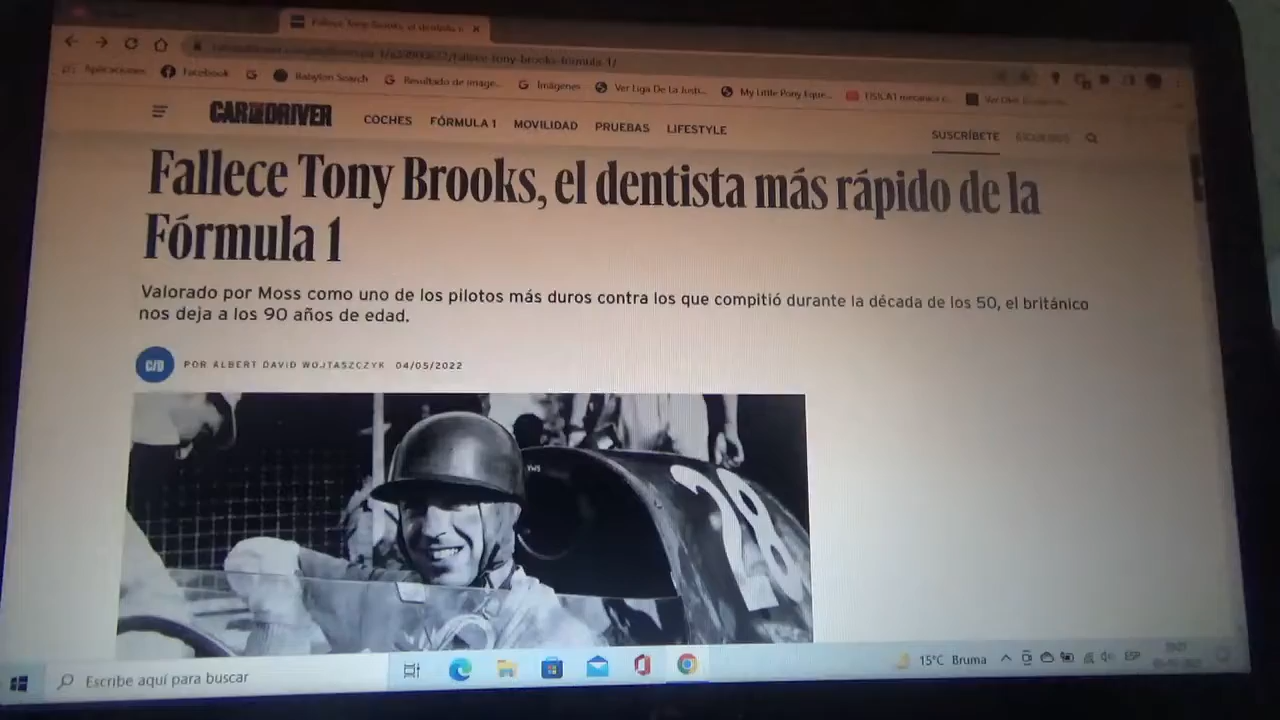 Aplicaciones
Facebook
Babylon Search
Resultado de image...
Imágenes
Ver Liga De La Justi...
My Little Pony Eque...
CAR AND DRIVER
COCHES
FÓRMULA 1
MOVILIDAD
PRUEBAS
LIFESTYLE
SUSCRÍBETE
Fallece Tony Brooks, el dentista más rápido de la
Fórmula 1
Valorado por Moss como uno de los pilotos más duros contra los que compitió durante la década de los 50, el británico
nos deja a los 90 años de edad.
C/D
POR ALBERT DAVID WOJTASZCZYK 04/05/2022
28
Escribe aquí para buscar
15°C Bruma
ESP